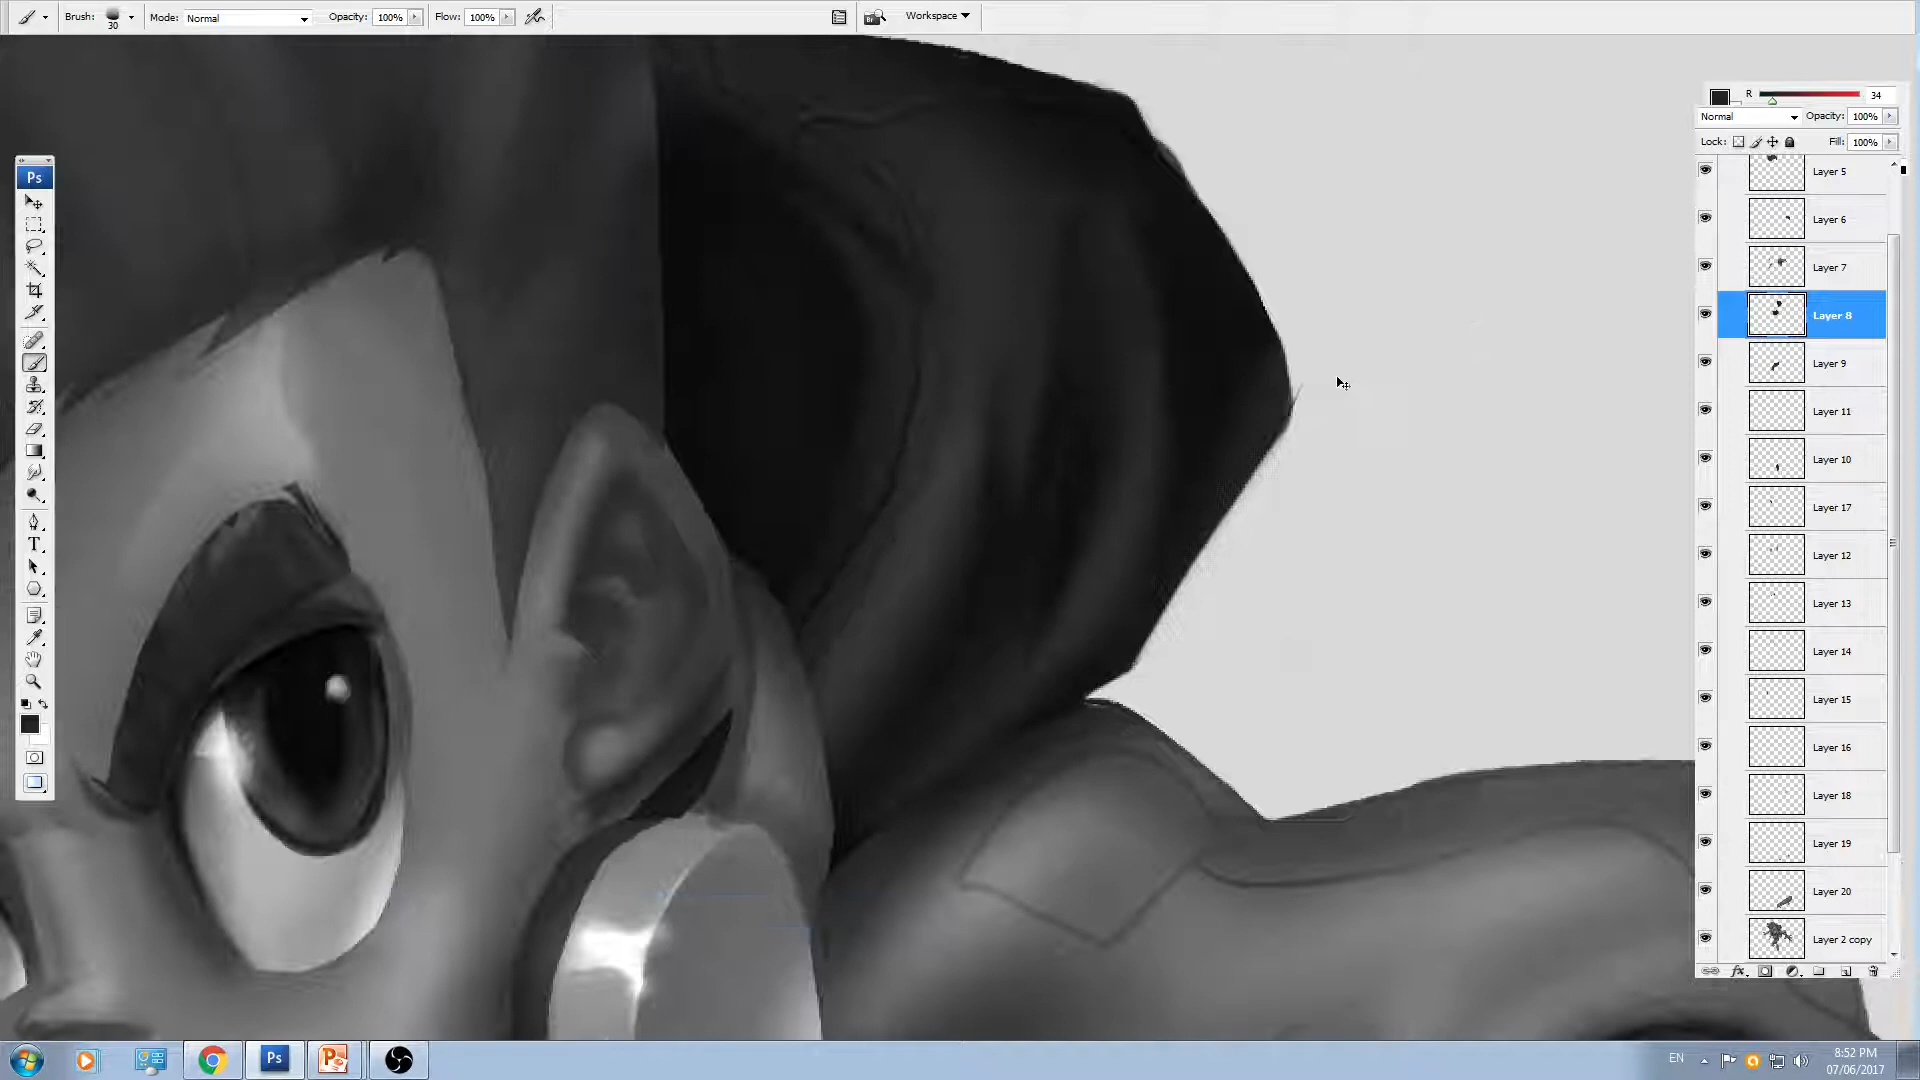 Brush: 30 Mode: Normal Opacity: 100% Flow: 100% Br Workspace
R 34
Normal Opacity: 100%
Lock: Fill: 100%
Ps
Layer 5
Layer 6
Layer 7
Layer 8
Layer 9
Layer 11
Layer 10
Layer 17
Layer 12
Layer 13
Layer 14
Layer 15
Layer 16
Layer 18
Layer 19
Layer 20
Layer 2 copy
T
fx
Ps
EN
8:52 PM
07/06/2017